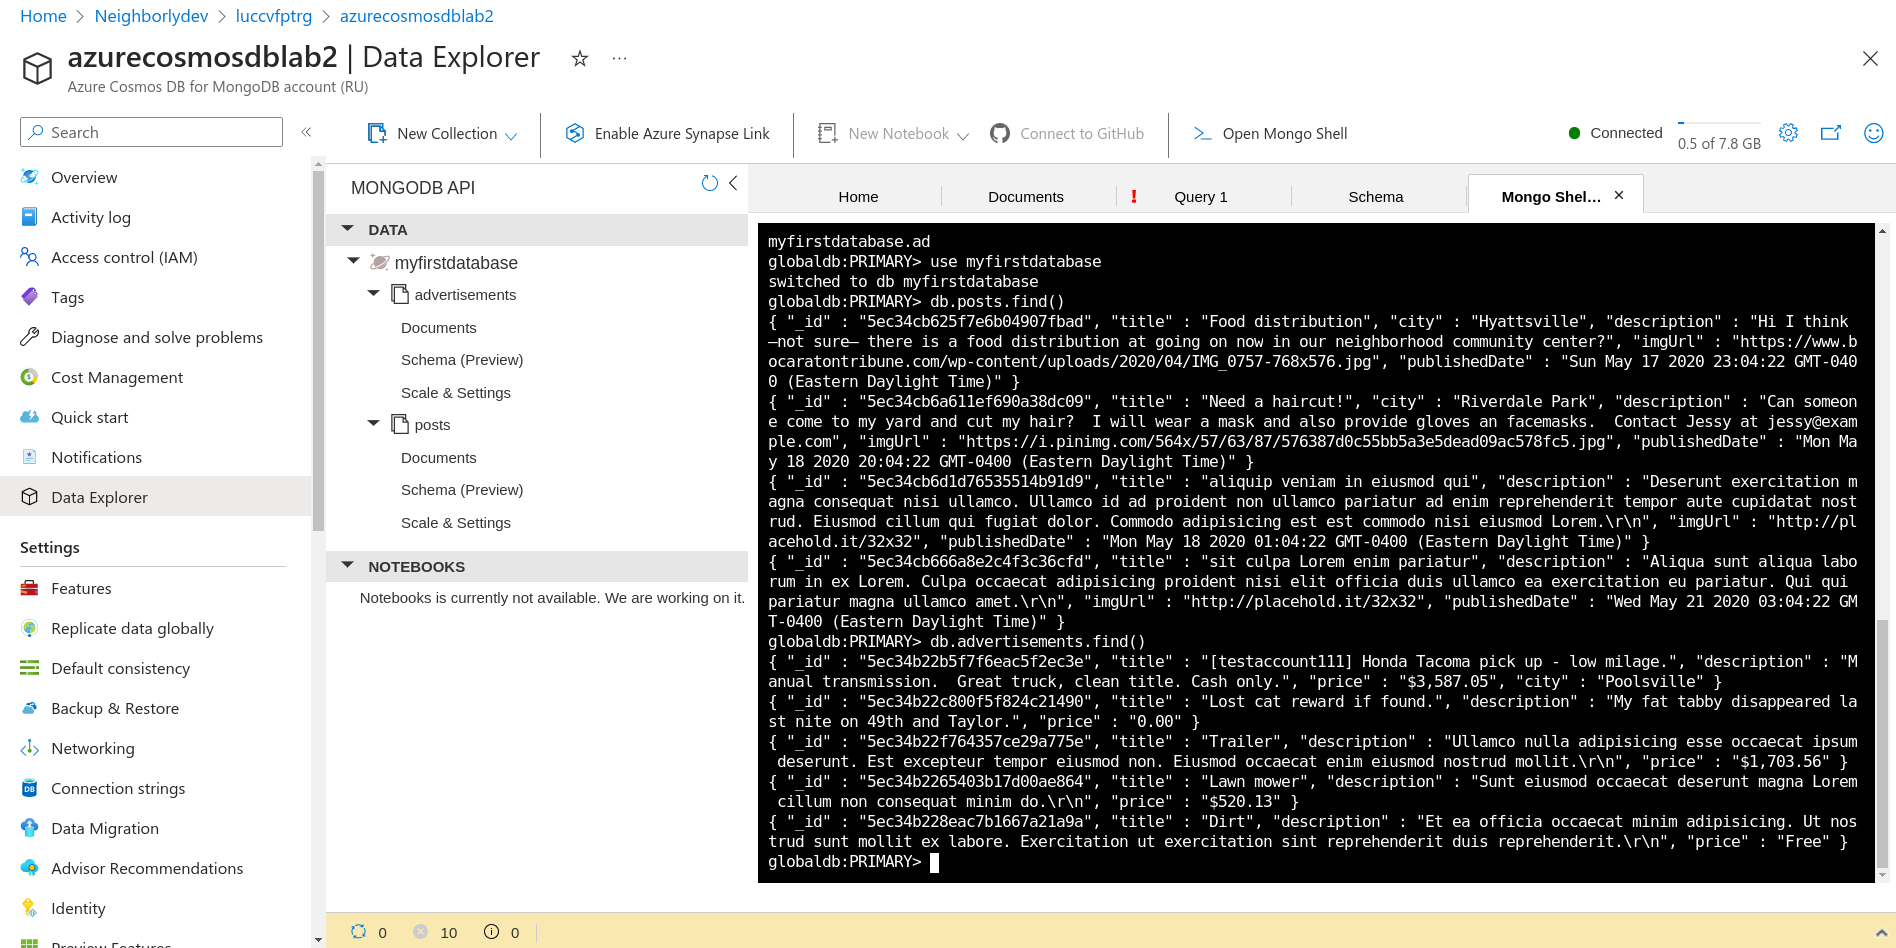 Home > Neighborlydev > luccvfptrg > azurecosmosdblab2
azurecosmosdblab2 | Data Explorer ☆ ···
Azure Cosmos DB for MongoDB account (RU)
Search «
New Collection
Enable Azure Synapse Link
New Notebook
Connect to GitHub
Open Mongo Shell
Connected
0.5 of 7.8 GB
Overview
Activity log
Access control (IAM)
Tags
Diagnose and solve problems
Cost Management
Quick start
Notifications
Data Explorer
Settings
Features
Replicate data globally
Default consistency
Backup & Restore
Networking
DB Connection strings
Data Migration
Advisor Recommendations
Identity
Preview Features
MONGODB API
DATA
myfirstdatabase
advertisements
Documents
Schema (Preview)
Scale & Settings
posts
Documents
Schema (Preview)
Scale & Settings
NOTEBOOKS
Notebooks is currently not available. We are working on it.
Home Documents ! Query 1 Schema Mongo Shel...
myfirstdatabase.ad
globaldb:PRIMARY> use myfirstdatabase
switched to db myfirstdatabase
globaldb:PRIMARY> db.posts.find()
{ "_id" : "5ec34cb625f7e6b04907fbad", "title" : "Food distribution", "city" : "Hyattsville", "description" : "Hi I think
—not sure— there is a food distribution at going on now in our neighborhood community center?", "imgUrl" : "https://www.b
ocaratontribune.com/wp-content/uploads/2020/04/IMG_0757-768x576.jpg", "publishedDate" : "Sun May 17 2020 23:04:22 GMT-040
0 (Eastern Daylight Time)" }
{ "_id" : "5ec34cb6a611ef690a38dc09", "title" : "Need a haircut!", "city" : "Riverdale Park", "description" : "Can someon
e come to my yard and cut my hair?  I will wear a mask and also provide gloves an facemasks.  Contact Jessy at jessy@exam
ple.com", "imgUrl" : "https://i.pinimg.com/564x/57/63/87/576387d0c55bb5a3e5dead09ac578fc5.jpg", "publishedDate" : "Mon Ma
y 18 2020 20:04:22 GMT-0400 (Eastern Daylight Time)" }
{ "_id" : "5ec34cb6d1d76535514b91d9", "title" : "aliquip veniam in eiusmod qui", "description" : "Deserunt exercitation m
agna consequat nisi ullamco. Ullamco id ad proident non ullamco pariatur ad enim reprehenderit tempor aute cupidatat nost
rud. Eiusmod cillum qui fugiat dolor. Commodo adipisicing est est commodo nisi eiusmod Lorem.\r\n", "imgUrl" : "http://pl
acehold.it/32x32", "publishedDate" : "Mon May 18 2020 01:04:22 GMT-0400 (Eastern Daylight Time)" }
{ "_id" : "5ec34cb666a8e2c4f3c36cfd", "title" : "sit culpa Lorem enim pariatur", "description" : "Aliqua sunt aliqua labo
rum in ex Lorem. Culpa occaecat adipisicing proident nisi elit officia duis ullamco ea exercitation eu pariatur. Qui qui
pariatur magna ullamco amet.\r\n", "imgUrl" : "http://placehold.it/32x32", "publishedDate" : "Wed May 21 2020 03:04:22 GM
T-0400 (Eastern Daylight Time)" }
globaldb:PRIMARY> db.advertisements.find()
{ "_id" : "5ec34b22b5f7f6eac5f2ec3e", "title" : "[testaccount111] Honda Tacoma pick up - low milage.", "description" : "M
anual transmission.  Great truck, clean title. Cash only.", "price" : "$3,587.05", "city" : "Poolsville" }
{ "_id" : "5ec34b22c800f5f824c21490", "title" : "Lost cat reward if found.", "description" : "My fat tabby disappeared la
st nite on 49th and Taylor.", "price" : "0.00" }
{ "_id" : "5ec34b22f764357ce29a775e", "title" : "Trailer", "description" : "Ullamco nulla adipisicing esse occaecat ipsum
 deserunt. Est excepteur tempor eiusmod non. Eiusmod occaecat enim eiusmod nostrud mollit.\r\n", "price" : "$1,703.56" }
{ "_id" : "5ec34b2265403b17d00ae864", "title" : "Lawn mower", "description" : "Sunt eiusmod occaecat deserunt magna Lorem
 cillum non consequat minim do.\r\n", "price" : "$520.13" }
{ "_id" : "5ec34b228eac7b1667a21a9a", "title" : "Dirt", "description" : "Et ea officia occaecat minim adipisicing. Ut nos
trud sunt mollit ex labore. Exercitation ut exercitation sint reprehenderit duis reprehenderit.\r\n", "price" : "Free" }
globaldb:PRIMARY>
0 10 0